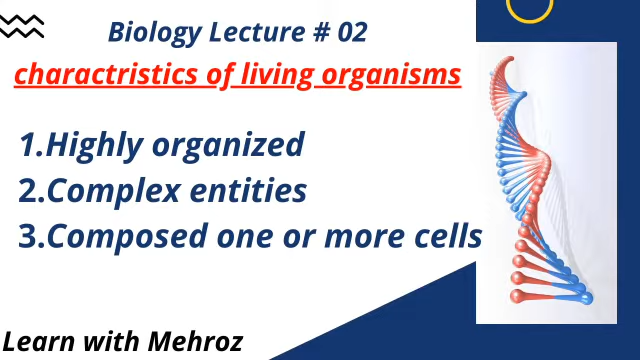 Biology Lecture # 02
charactristics of living organisms
1.Highly organized
2.Complex entities
3.Composed one or more cells
Learn with Mehroz